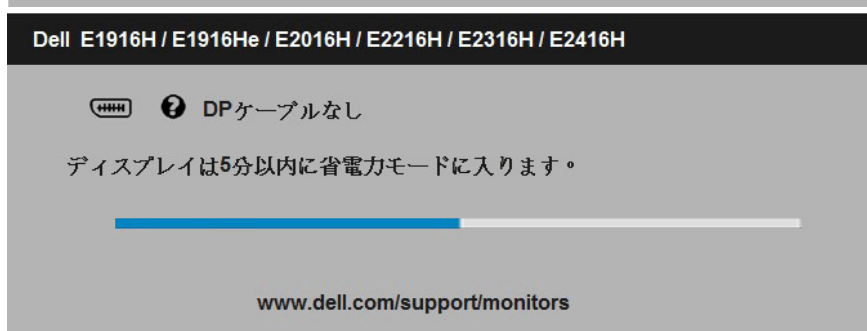 Dell E1916H / E1916He / E2016H / E2216H / E2316H / E2416H
DPケーブルなし
ディスプレイは5分以内に省電力モードに入ります。
www.dell.com/support/monitors